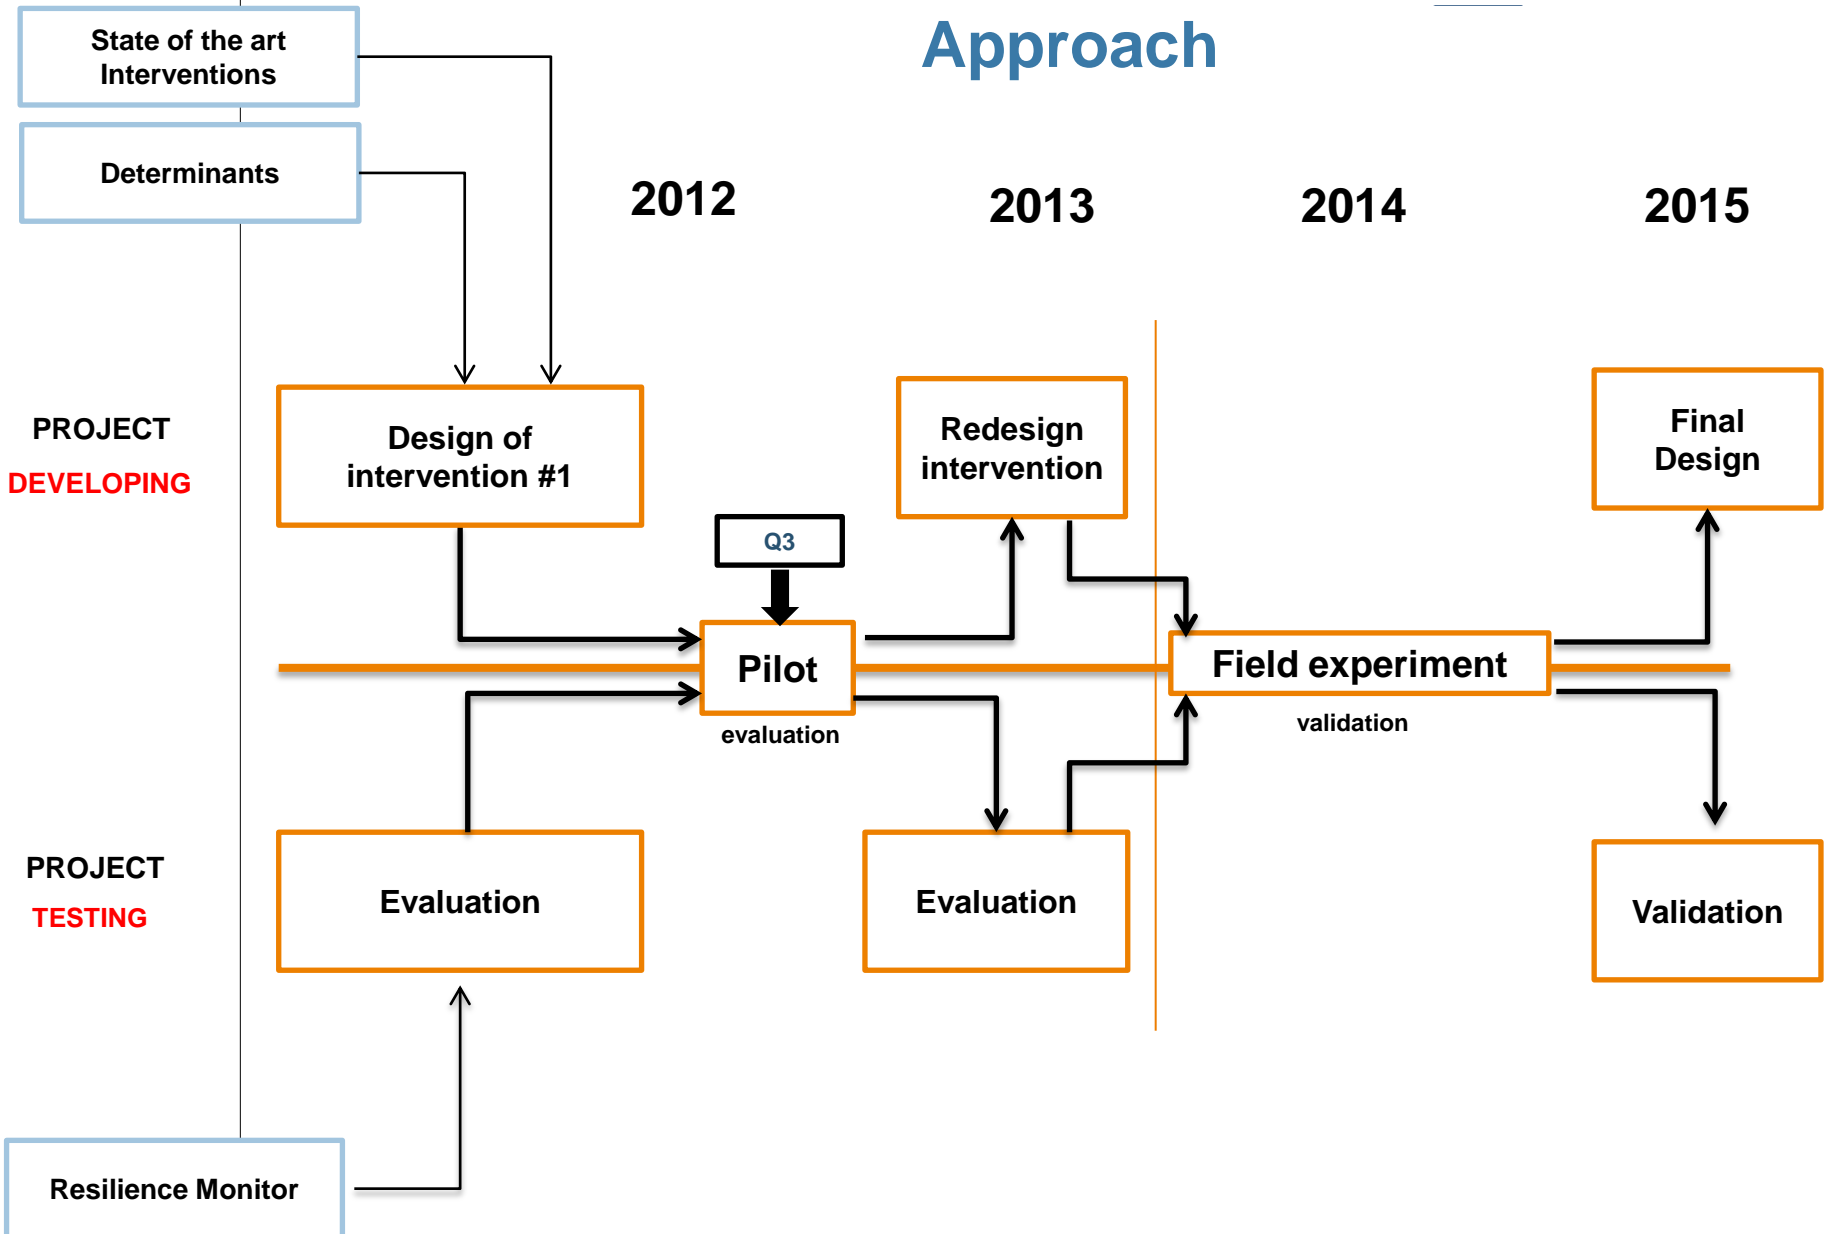 Approach
State of the art
Interventions
Determinants
2012
2013
2014
2015
PROJECT
DEVELOPING
Design of
intervention #1
Redesign
intervention
Final
Design
Q3
Pilot
evaluation
Field experiment
validation
PROJECT
TESTING
Evaluation
Evaluation
Validation
Resilience Monitor